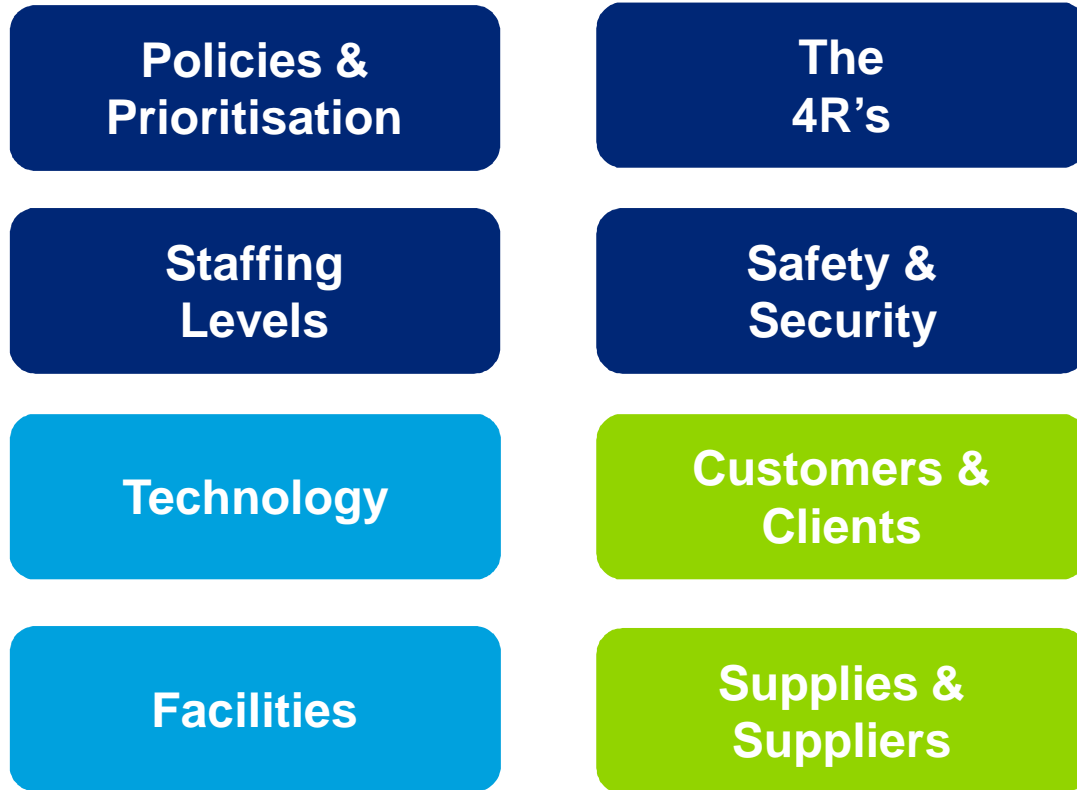 Policies &
Prioritisation
The
4R’s
Staffing
Levels
Safety &
Security
Technology
Customers &
Clients
Facilities
Supplies &
Suppliers